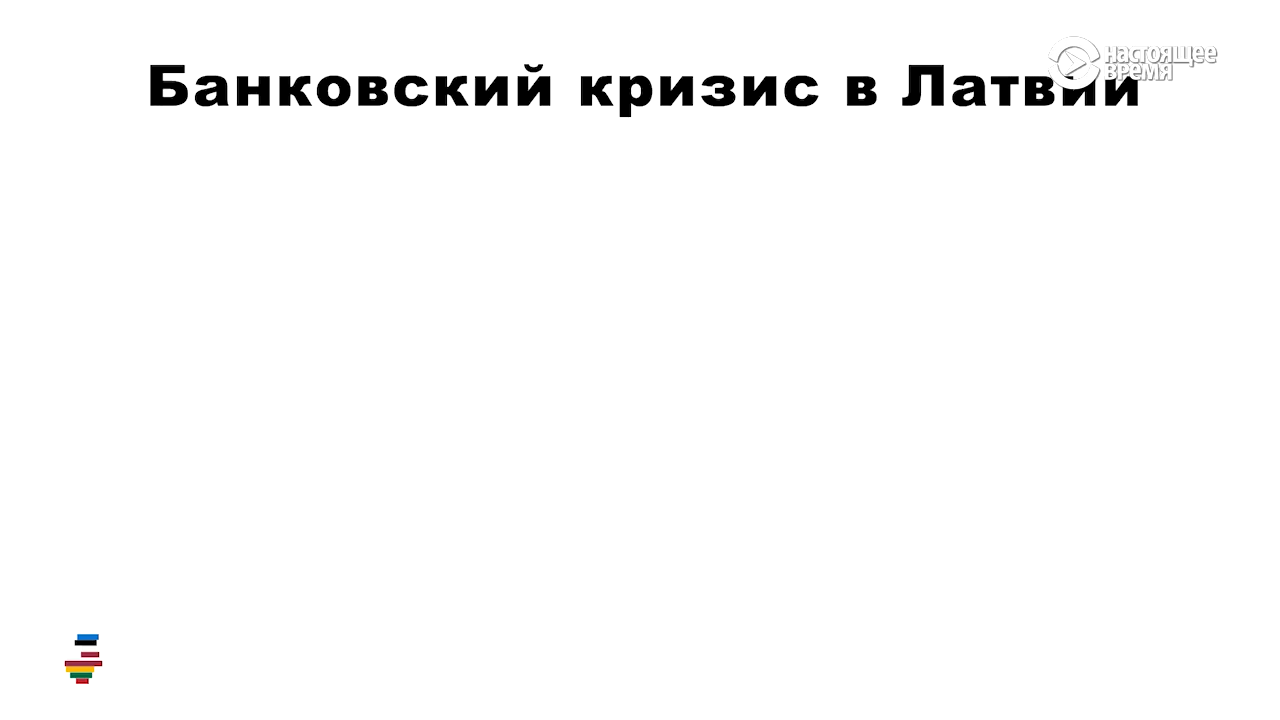 Банковский кризис в Латвии
настоящее
время